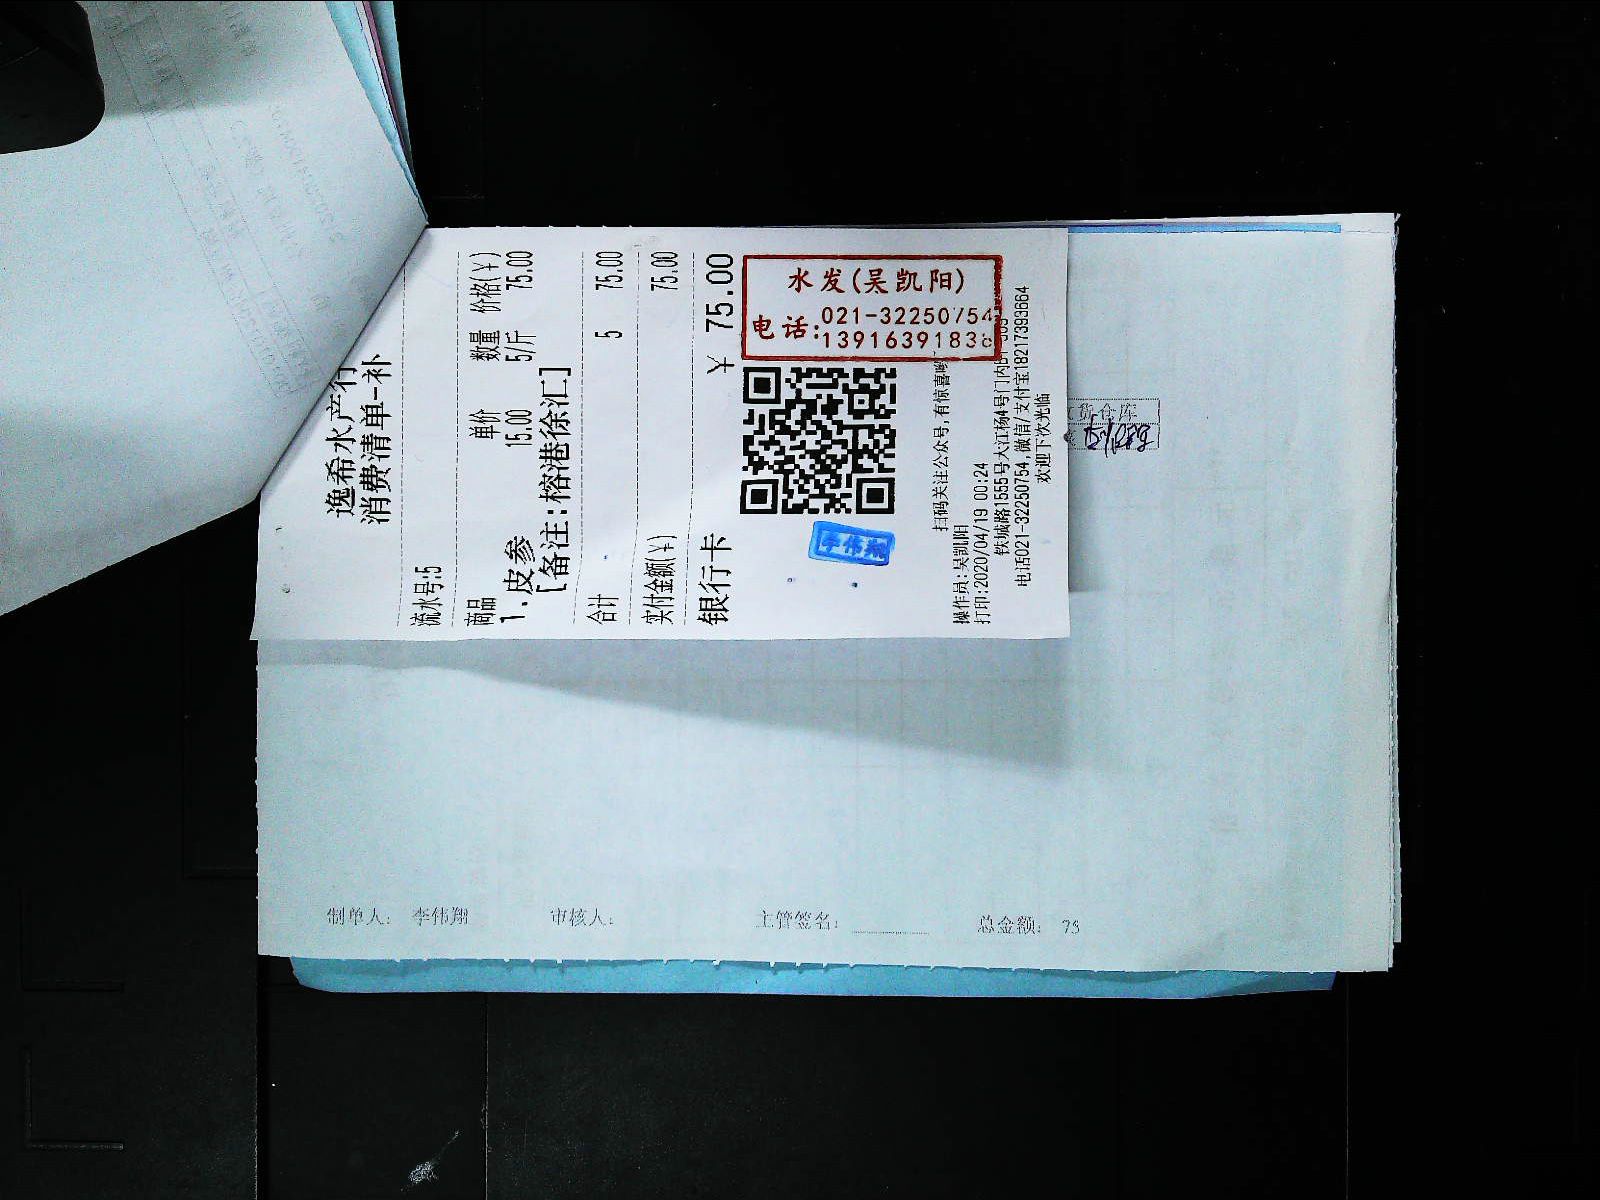 逸希水产行
消费清单-补
流水号:5
商品 单价 数量 价格(¥)
1.皮参 15.00 5/斤 75.00
[备注:榕港徐汇]
合计 5 75.00
实付金额(¥) 75.00
银行卡 75.00
水发(吴凯阳)
电话:021-32250754
1391639183
李伟翔
扫码关注公众号,有惊喜哟
操作员:吴凯阳
打印:2020/04/19 00:24
铁城路1555号大江杨4号门内
电话021-32250754,微信/支付宝18217393664
欢迎下次光临
仓库
制单人: 李伟翔 审核人: 主管签名: 总金额: 75